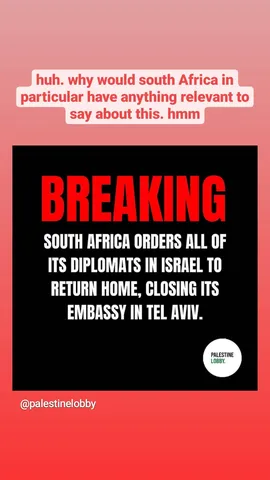 huh. why would south Africa in
particular have anything relevant to
say about this. hmm
BREAKING
SOUTH AFRICA ORDERS ALL OF
ITS DIPLOMATS IN ISRAEL TO
RETURN HOME, CLOSING ITS
EMBASSY IN TEL AVIV.
PALESTINE
LOBBY.
@palestinelobby